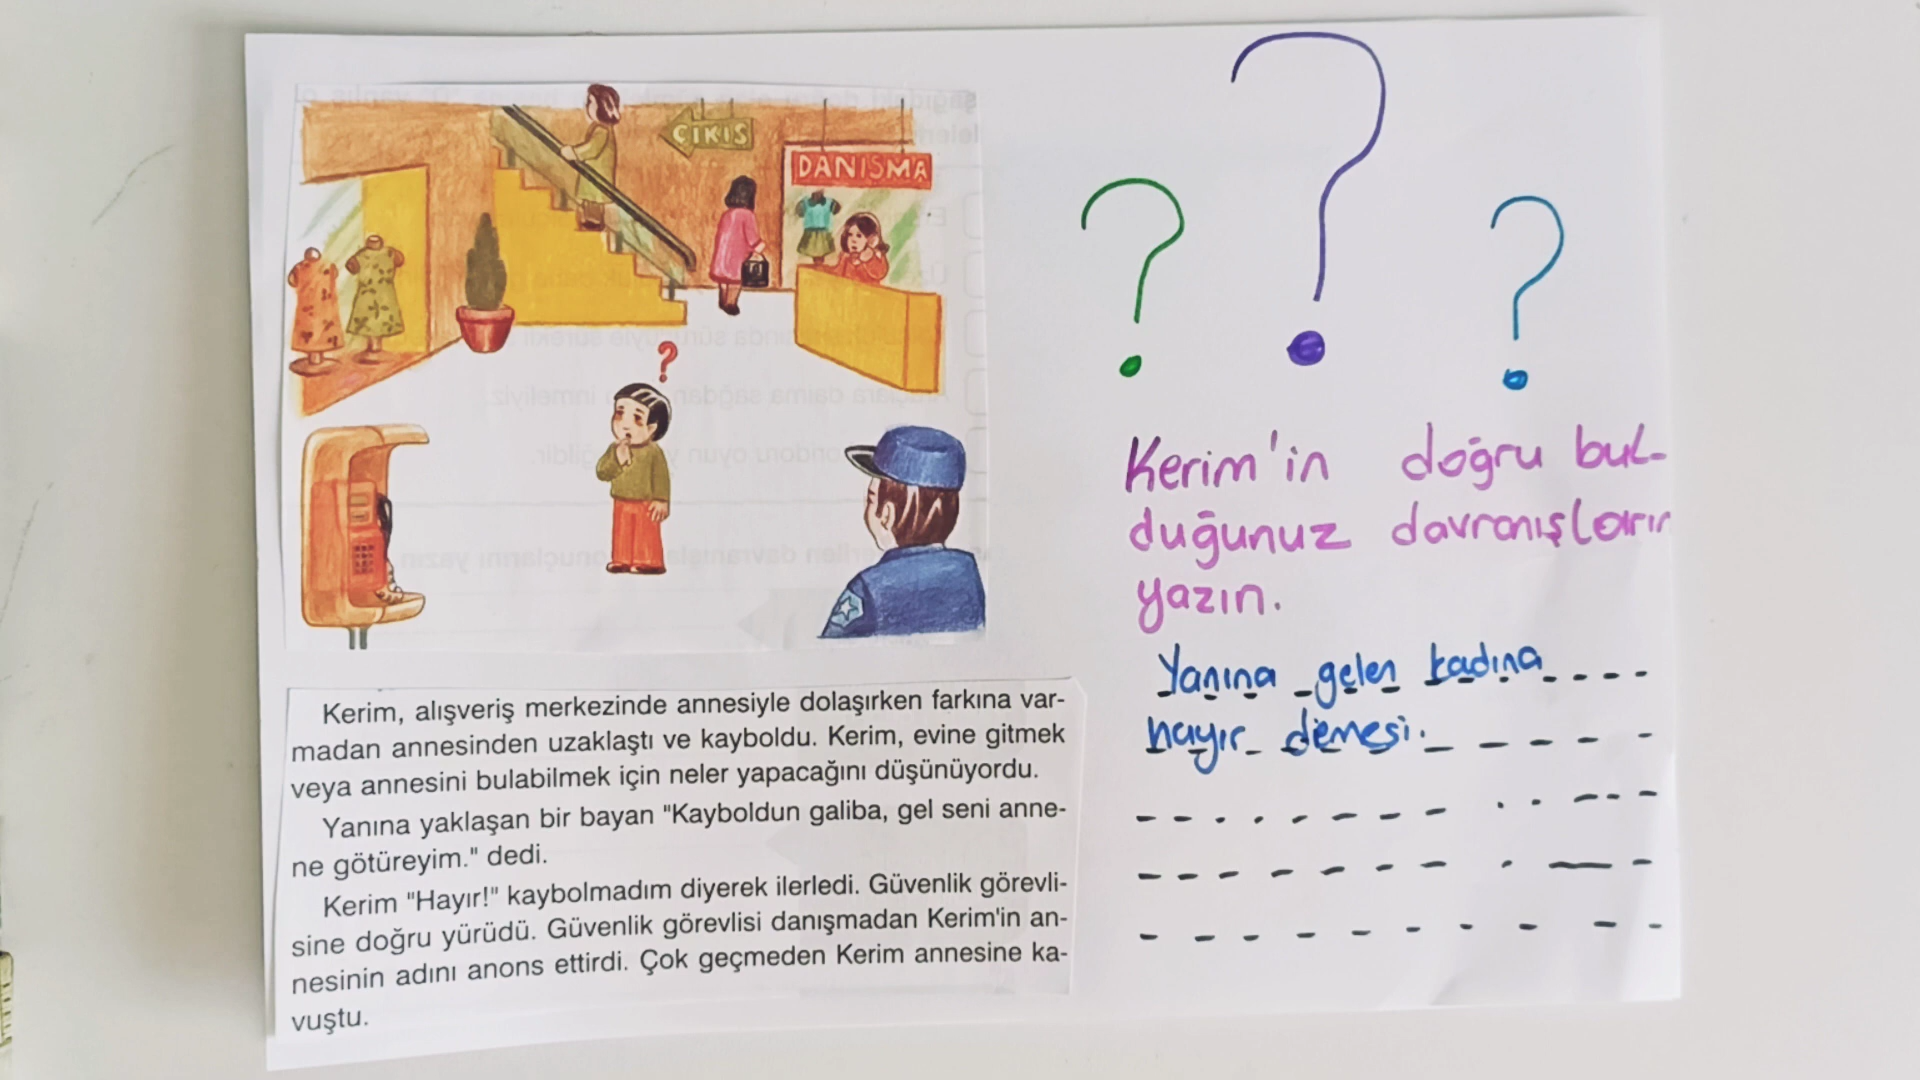 ÇIKIŞ
DANIŞMA
?
? ? ?
Kerim'in doğru bul-
duğunuz davranışların
yazın.
Yanına gelen kadına
hayır demesi.
Kerim, alışveriş merkezinde annesiyle dolaşırken farkına var-
madan annesinden uzaklaştı ve kayboldu. Kerim, evine gitmek
veya annesini bulabilmek için neler yapacağını düşünüyordu.
Yanına yaklaşan bir bayan "Kayboldun galiba, gel seni anne-
ne götüreyim." dedi.
Kerim "Hayır!" kaybolmadım diyerek ilerledi. Güvenlik görevli-
sine doğru yürüdü. Güvenlik görevlisi danışmadan Kerim'in an-
nesinin adını anons ettirdi. Çok geçmeden Kerim annesine ka-
vuştu.